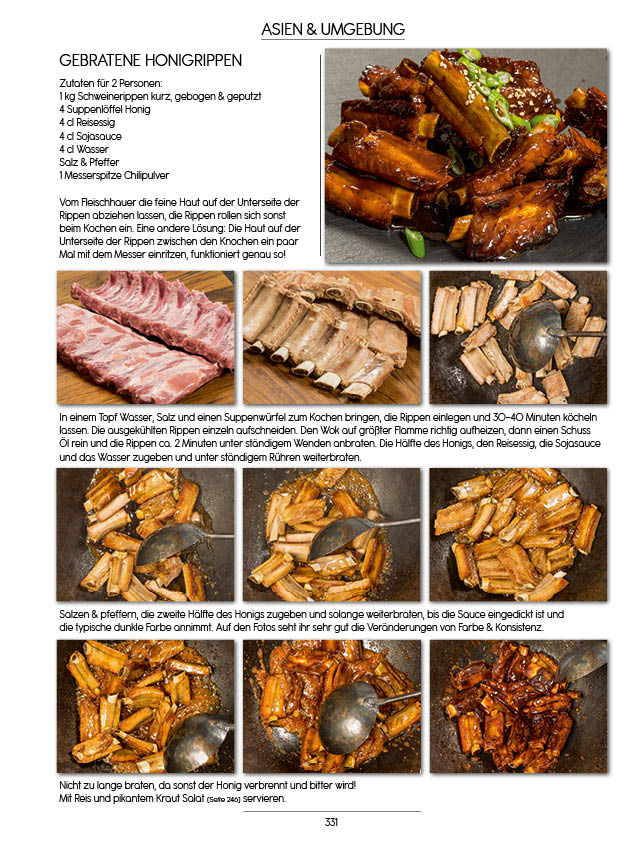 ASIEN & UMGEBUNG
GEBRATENE HONIGRIPPEN
Zutaten für 2 Personen:
1 kg Schweinerippen kurz, gebogen & geputzt
4 Suppenlöffel Honig
4 cl Reisessig
4 cl Sojasauce
4 cl Wasser
Salz & Pfeffer
1 Messerspitze Chilipulver
Vom Fleischhauer die feine Haut auf der Unterseite der
Rippen abziehen lassen, die Rippen rollen sich sonst
beim Kochen ein. Eine andere Lösung: Die Haut auf der
Unterseite der Rippen zwischen den Knochen ein paar
Mal mit dem Messer einritzen, funktioniert genau so!
In einem Topf Wasser, Salz und einen Suppenwürfel zum Kochen bringen, die Rippen einlegen und 30–40 Minuten köcheln
lassen. Die ausgekühlten Rippen einzeln aufschneiden. Den Wok auf größter Flamme richtig aufheizen, dann einen Schuss
Öl rein und die Rippen ca. 2 Minuten unter ständigem Wenden anbraten. Die Hälfte des Honigs, den Reisessig, die Sojasauce
und das Wasser zugeben und unter ständigem Rühren weiterbraten.
Salzen & pfeffern, die zweite Hälfte des Honigs zugeben und solange weiterbraten, bis die Sauce eingedickt ist und
die typische dunkle Farbe annimmt. Auf den Fotos seht ihr sehr gut die Veränderungen von Farbe & Konsistenz.
Nicht zu lange braten, da sonst der Honig verbrennt und bitter wird!
Mit Reis und pikantem Kraut Salat (Seite 246) servieren.
331